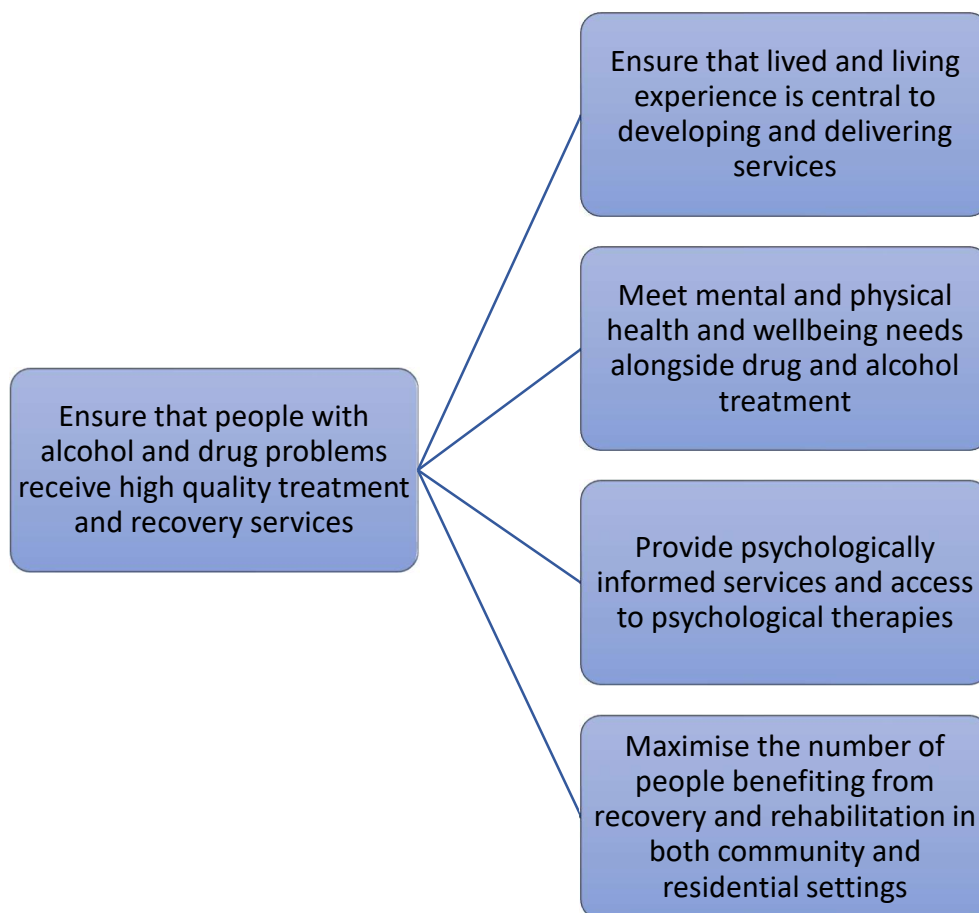 Ensure that people with
alcohol and drug problems
receive high quality treatment
and recovery services
Ensure that lived and living
experience is central to
developing and delivering
services
Meet mental and physical
health and wellbeing needs
alongside drug and alcohol
treatment
Provide psychologically
informed services and access
to psychological therapies
Maximise the number of
people benefiting from
recovery and rehabilitation in
both community and
residential settings